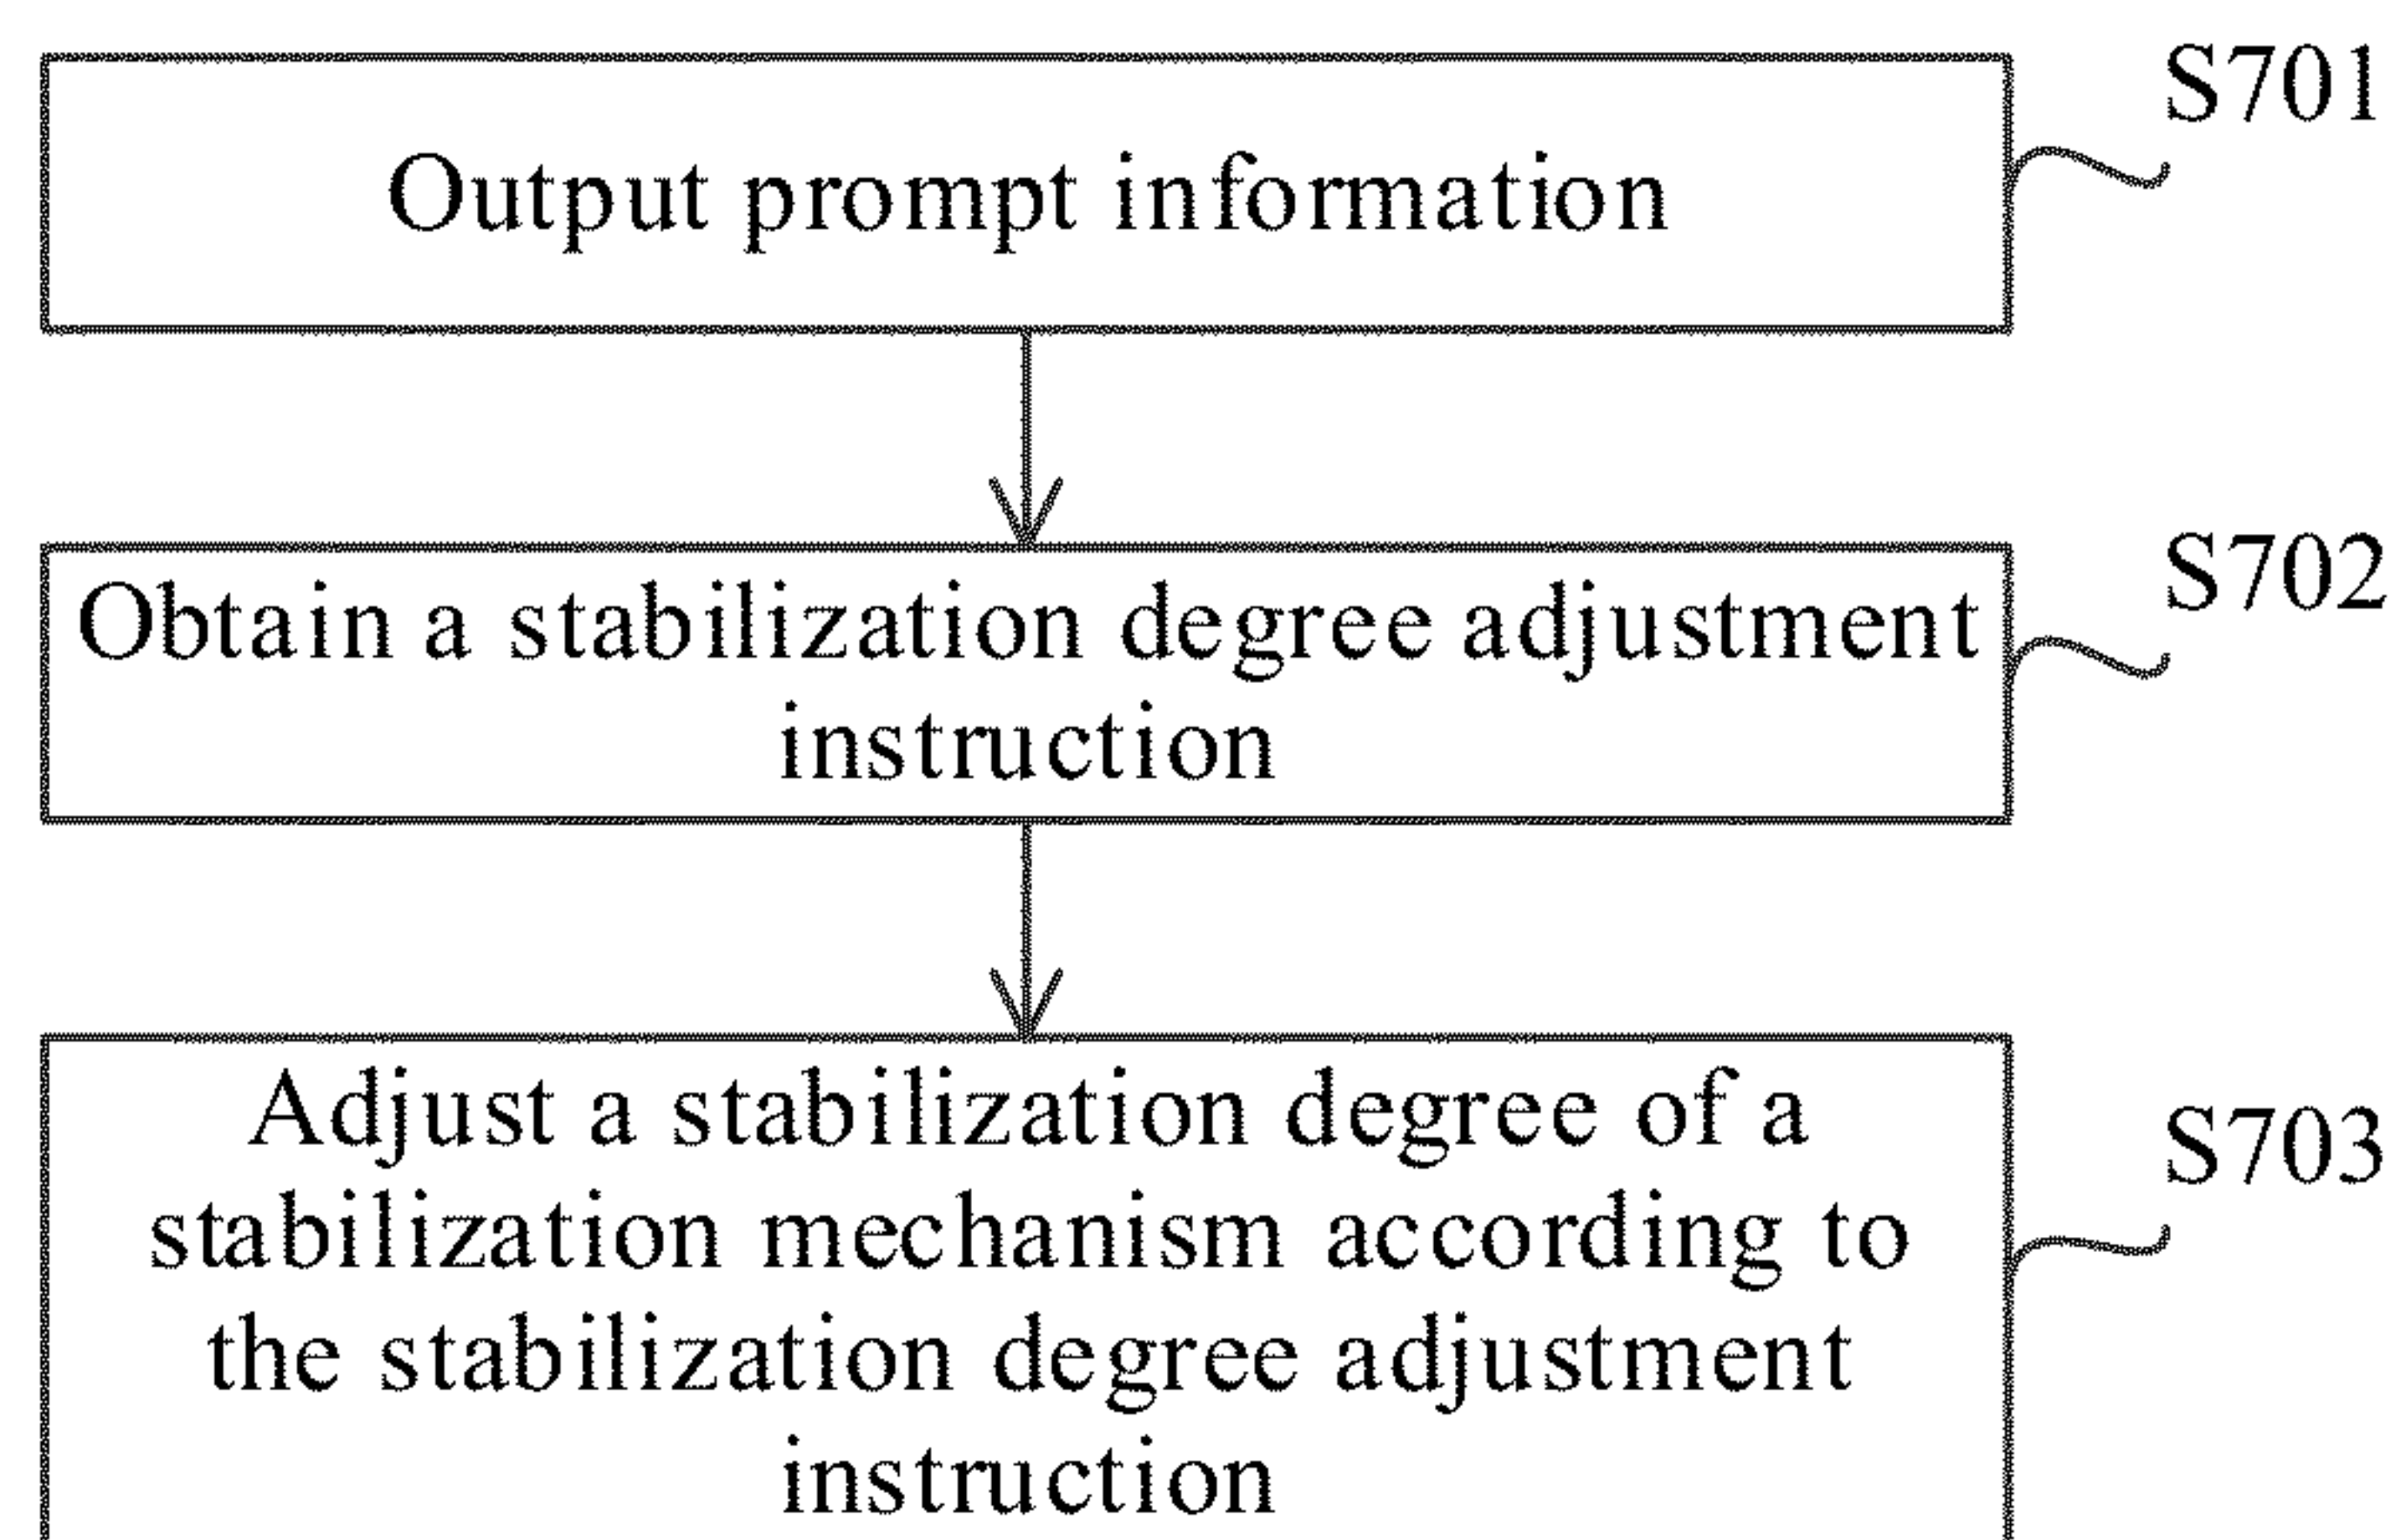 S701
Output prompt information
S702
Obtain a stabilization degree adjustment
instruction
S703
Adjust a stabilization degree of a
stabilization mechanism according to
the stabilization degree adjustment
instruction